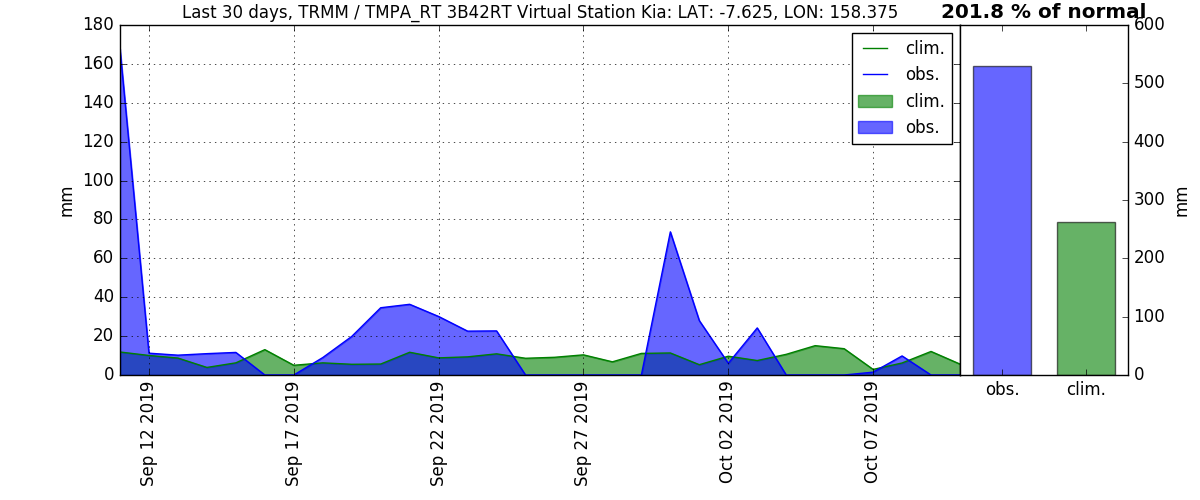 Last 30 days, TRMM / TMPA_RT 3B42RT Virtual Station Kia: LAT: -7.625, LON: 158.375
201.8 % of normal
180
160
140
120
100
80
60
40
20
0
mm
clim.
obs.
clim.
obs.
600
500
400
300
200
100
0
mm
Sep 12 2019
Sep 17 2019
Sep 22 2019
Sep 27 2019
Oct 02 2019
Oct 07 2019
obs.
clim.